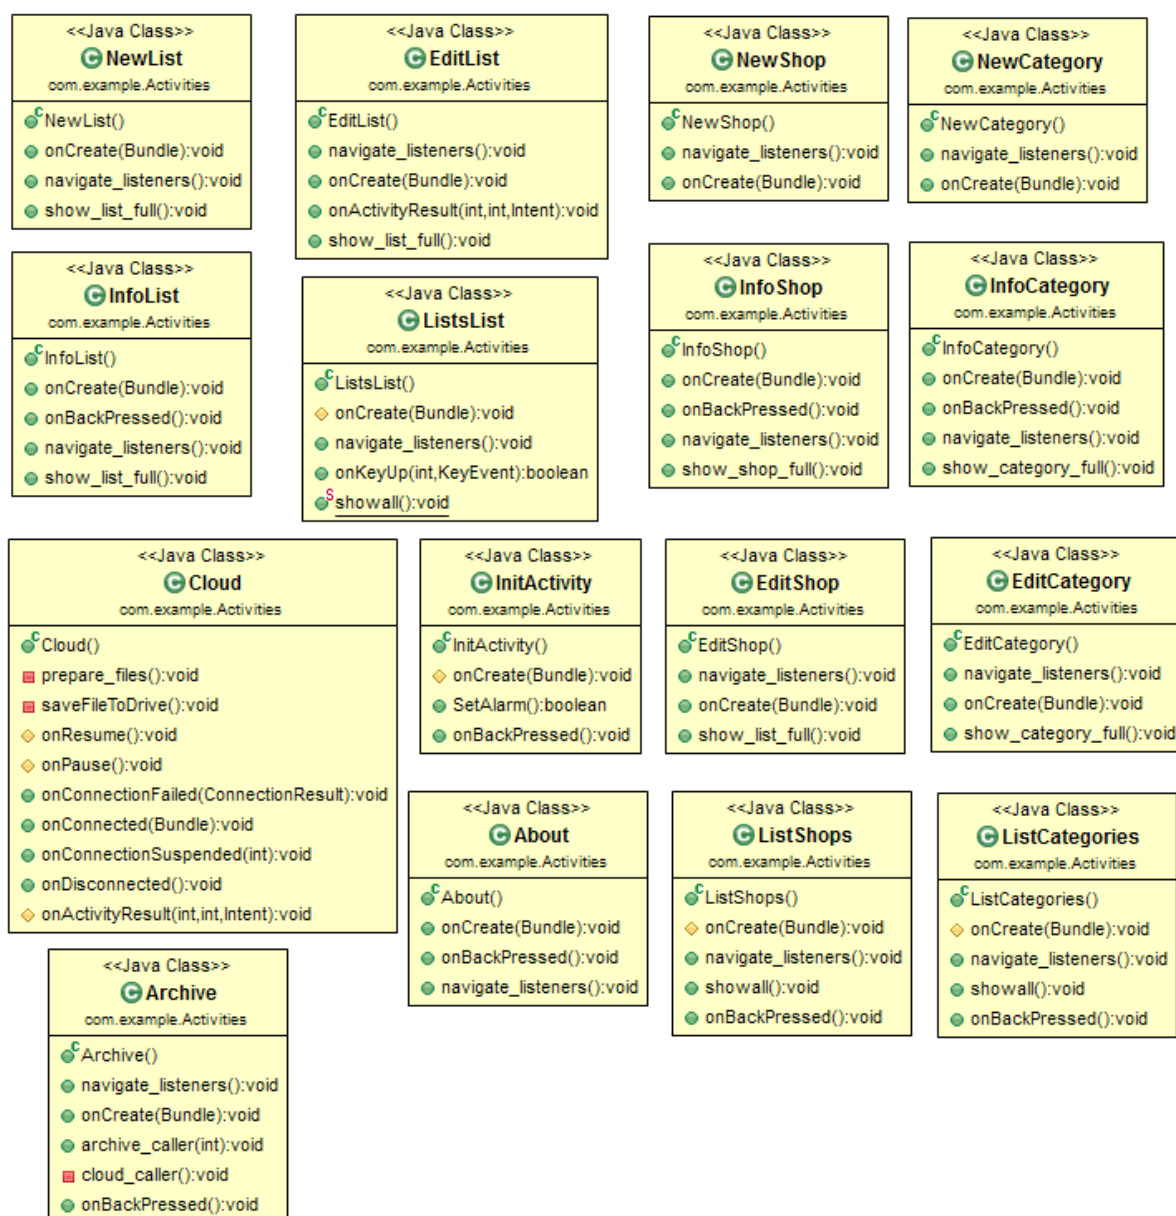 <<Java Class>>
NewList
com.example.Activities
NewList()
onCreate(Bundle):void
navigate_listeners():void
show_list_full():void
<<Java Class>>
EditList
com.example.Activities
EditList()
navigate_listeners():void
onCreate(Bundle):void
onActivityResult(int,int,Intent):void
show_list_full():void
<<Java Class>>
NewShop
com.example.Activities
NewShop()
navigate_listeners():void
onCreate(Bundle):void
<<Java Class>>
NewCategory
com.example.Activities
NewCategory()
navigate_listeners():void
onCreate(Bundle):void
<<Java Class>>
InfoList
com.example.Activities
InfoList()
onCreate(Bundle):void
onBackPressed():void
navigate_listeners():void
show_list_full():void
<<Java Class>>
ListsList
com.example.Activities
ListsList()
onCreate(Bundle):void
navigate_listeners():void
onKeyUp(int,KeyEvent):boolean
showall():void
<<Java Class>>
InfoShop
com.example.Activities
InfoShop()
onCreate(Bundle):void
onBackPressed():void
navigate_listeners():void
show_shop_full():void
<<Java Class>>
InfoCategory
com.example.Activities
InfoCategory()
onCreate(Bundle):void
onBackPressed():void
navigate_listeners():void
show_category_full():void
<<Java Class>>
Cloud
com.example.Activities
Cloud()
prepare_files():void
saveFileToDrive():void
onResume():void
onPause():void
onConnectionFailed(ConnectionResult):void
onConnected(Bundle):void
onConnectionSuspended(int):void
onDisconnected():void
onActivityResult(int,int,Intent):void
<<Java Class>>
InitActivity
com.example.Activities
InitActivity()
onCreate(Bundle):void
SetAlarm():boolean
onBackPressed():void
<<Java Class>>
EditShop
com.example.Activities
EditShop()
navigate_listeners():void
onCreate(Bundle):void
show_list_full():void
<<Java Class>>
EditCategory
com.example.Activities
EditCategory()
navigate_listeners():void
onCreate(Bundle):void
show_category_full():void
<<Java Class>>
About
com.example.Activities
About()
onCreate(Bundle):void
onBackPressed():void
navigate_listeners():void
<<Java Class>>
ListShops
com.example.Activities
ListShops()
onCreate(Bundle):void
navigate_listeners():void
showall():void
onBackPressed():void
<<Java Class>>
ListCategories
com.example.Activities
ListCategories()
onCreate(Bundle):void
navigate_listeners():void
showall():void
onBackPressed():void
<<Java Class>>
Archive
com.example.Activities
Archive()
navigate_listeners():void
onCreate(Bundle):void
archive_caller(int):void
cloud_caller():void
onBackPressed():void